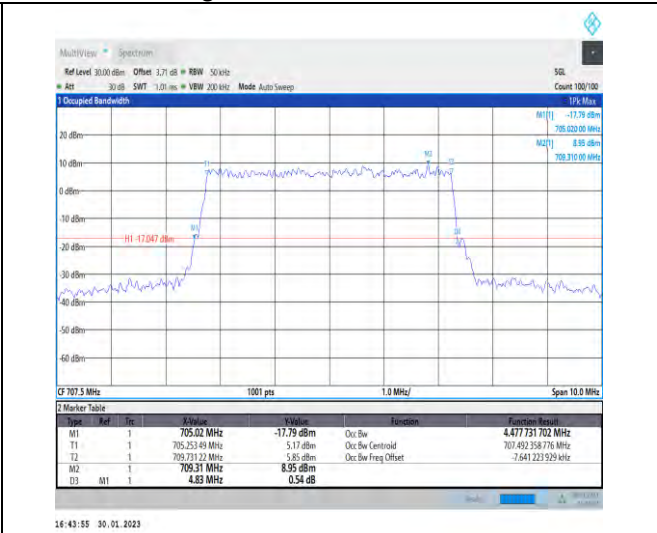 MultiView Spectrum
Ref Level 30.00 dBm Offset 3.71 dB RBW 50 kHz SGL
Att 30 dB SWT 1.01 ms VBW 200 kHz Mode Auto Sweep Count 100/100
1 Occupied Bandwidth 1Pk Max
M1[1] -17.79 dBm
705.020 00 MHz
M2[1] 8.95 dBm
709.310 00 MHz
20 dBm
M2
T1
10 dBm
0 dBm
-10 dBm
M1
H1 -17.047 dBm
-20 dBm
-30 dBm
-40 dBm
-50 dBm
-60 dBm
CF 707.5 MHz 1001 pts 1.0 MHz/ Span 10.0 MHz
2 Marker Table
Type Ref Trc X-Value Y-Value Function Function Result
M1 1 705.02 MHz -17.79 dBm Occ Bw 4.477 731 702 MHz
T1 1 705.253 49 MHz 5.17 dBm Occ Bw Centroid 707.492 358 776 MHz
T2 1 709.731 22 MHz 5.85 dBm Occ Bw Freq Offset -7.641 223 929 kHz
M2 1 709.31 MHz 8.95 dBm
D3 M1 1 4.83 MHz 0.54 dB
16:43:55 30.01.2023